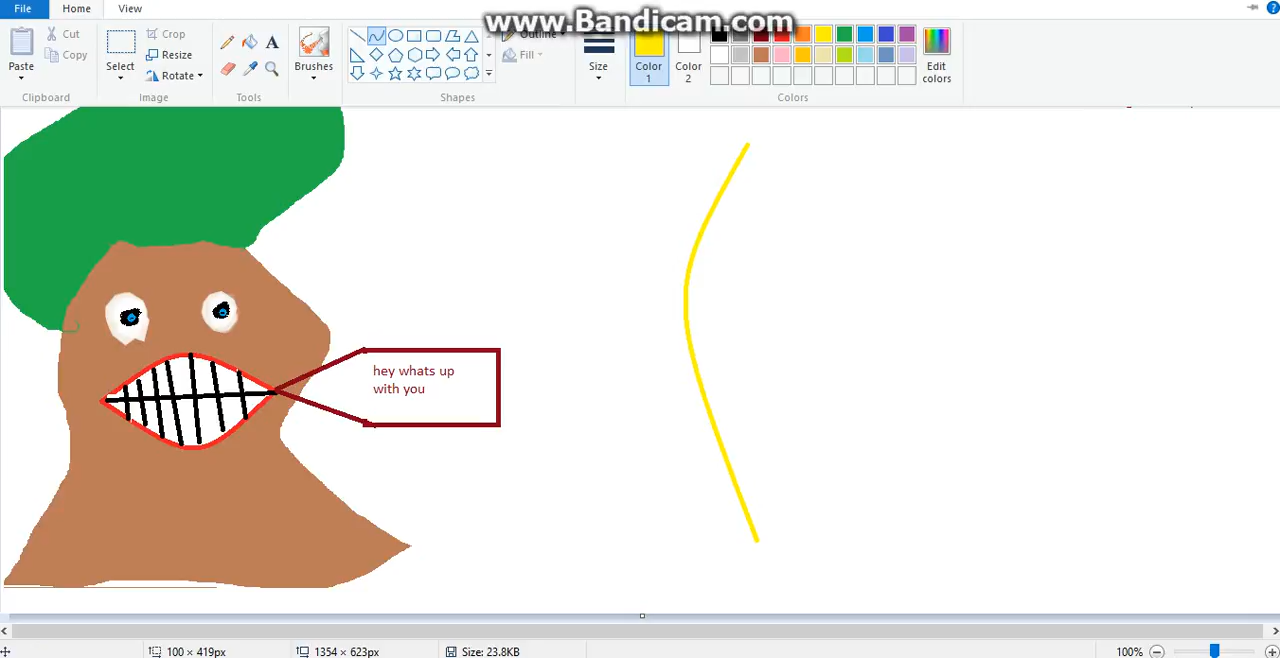 www.Bandicam.com
File Home View
Paste
Cut
Copy
Clipboard
Select
Crop
Resize
Rotate
Image
A
Tools
Brushes
Outline
Fill
Shapes
Size
Color 1
Color 2
Edit colors
Colors
hey whats up
with you
100 × 419px
1354 × 623px
Size: 23.8KB
100%